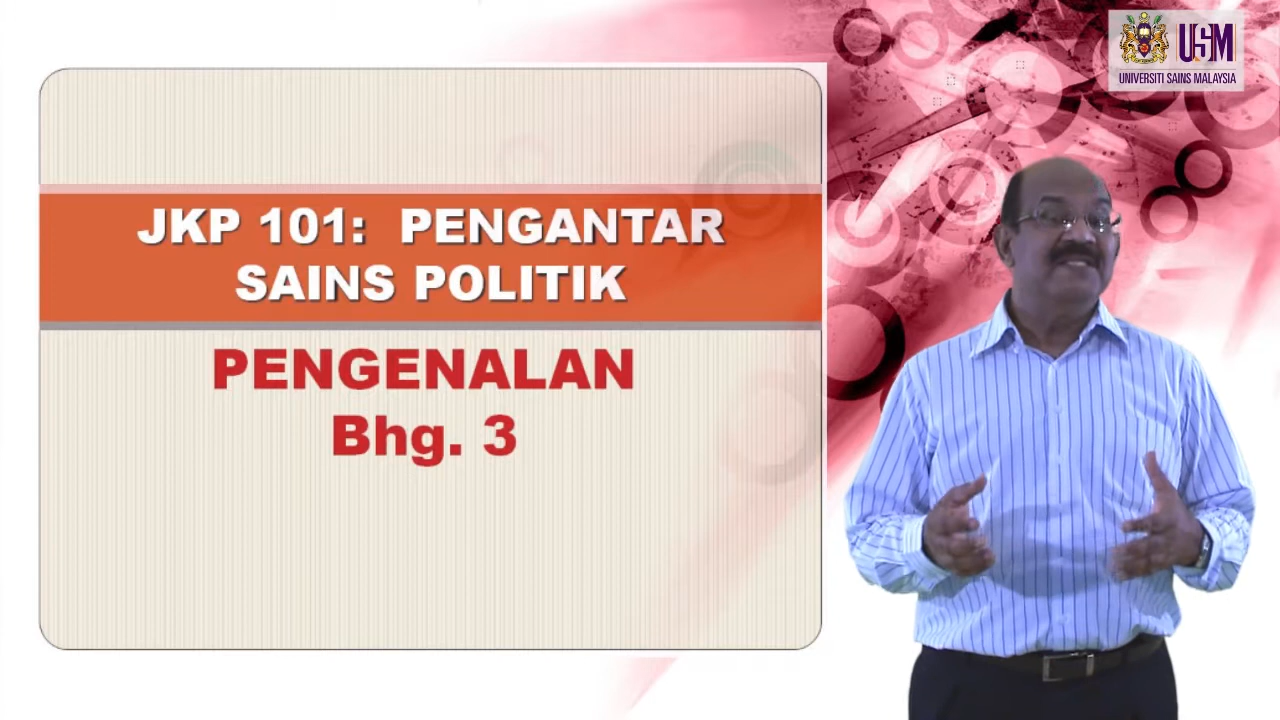 JKP 101: PENGANTAR
SAINS POLITIK
PENGENALAN
Bhg. 3
USM
UNIVERSITI SAINS MALAYSIA